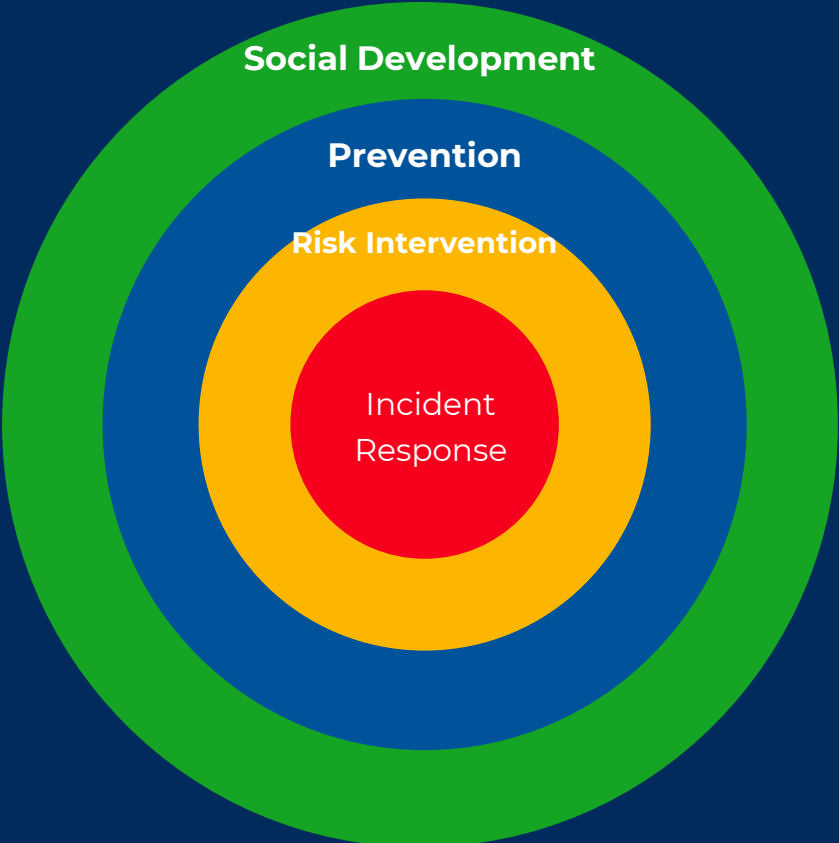 Social Development
Prevention
Risk Intervention
Incident
Response